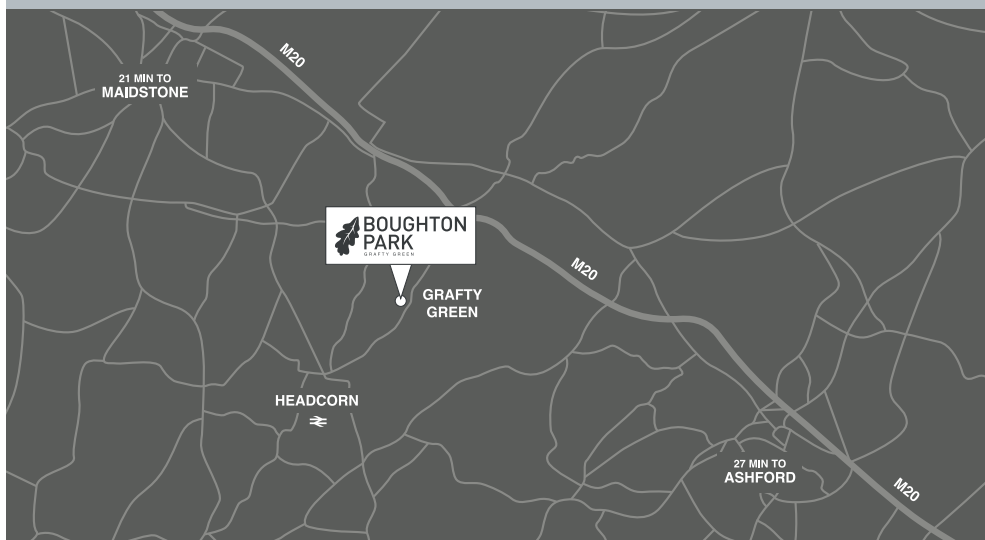 M20
21 MIN TO
MAIDSTONE
BOUGHTON
PARK
GRAFTY GREEN
GRAFTY
GREEN
M20
HEADCORN
27 MIN TO
ASHFORD
M20